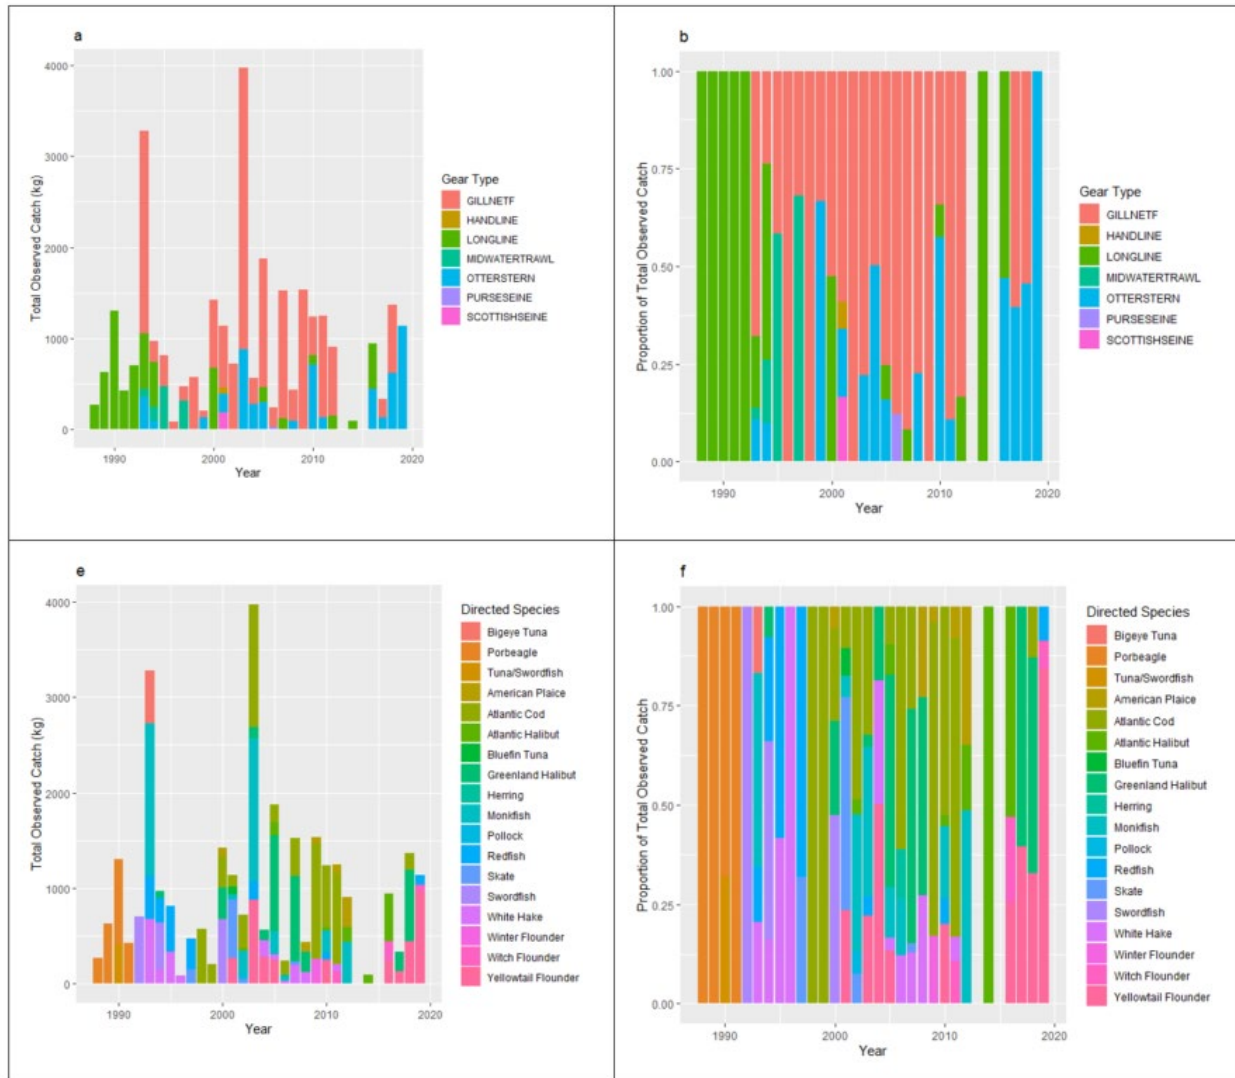 a
4000
3000
2000
1000
0
Total Observed Catch (kg)
1990
2000
2010
2020
Year
Gear Type
GILLNETF
HANDLINE
LONGLINE
MIDWATERTRAWL
OTTERSTERN
PURSESEINE
SCOTTISHSEINE
b
1.00
0.75
0.50
0.25
0.00
Proportion of Total Observed Catch
1990
2000
2010
2020
Year
Gear Type
GILLNETF
HANDLINE
LONGLINE
MIDWATERTRAWL
OTTERSTERN
PURSESEINE
SCOTTISHSEINE
e
4000
3000
2000
1000
0
Total Observed Catch (kg)
1990
2000
2010
2020
Year
Directed Species
Bigeye Tuna
Porbeagle
Tuna/Swordfish
American Plaice
Atlantic Cod
Atlantic Halibut
Bluefin Tuna
Greenland Halibut
Herring
Monkfish
Pollock
Redfish
Skate
Swordfish
White Hake
Winter Flounder
Witch Flounder
Yellowtail Flounder
f
1.00
0.75
0.50
0.25
0.00
Proportion of Total Observed Catch
1990
2000
2010
2020
Year
Directed Species
Bigeye Tuna
Porbeagle
Tuna/Swordfish
American Plaice
Atlantic Cod
Atlantic Halibut
Bluefin Tuna
Greenland Halibut
Herring
Monkfish
Pollock
Redfish
Skate
Swordfish
White Hake
Winter Flounder
Witch Flounder
Yellowtail Flounder